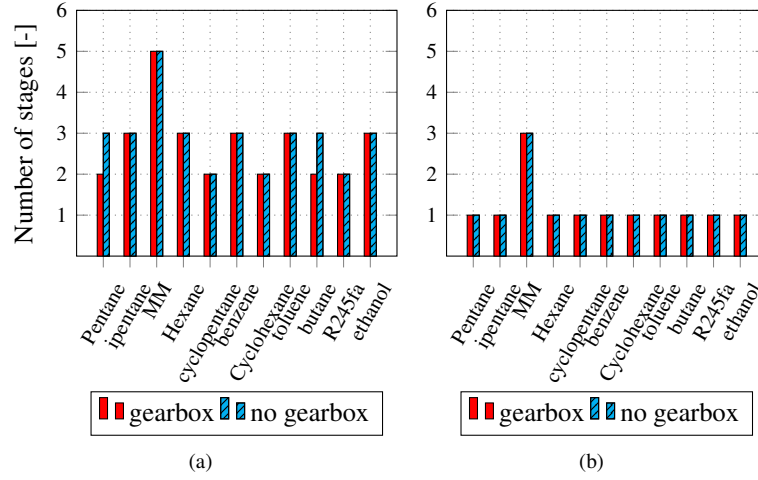 6
5
4
3
2
1
Number of stages [-]
Pentane
ipentane
MM
Hexane
cyclopentane
benzene
Cyclohexane
toluene
butane
R245fa
ethanol
gearbox no gearbox
(a)
6
5
4
3
2
1
Pentane
ipentane
MM
Hexane
cyclopentane
benzene
Cyclohexane
toluene
butane
R245fa
ethanol
gearbox no gearbox
(b)